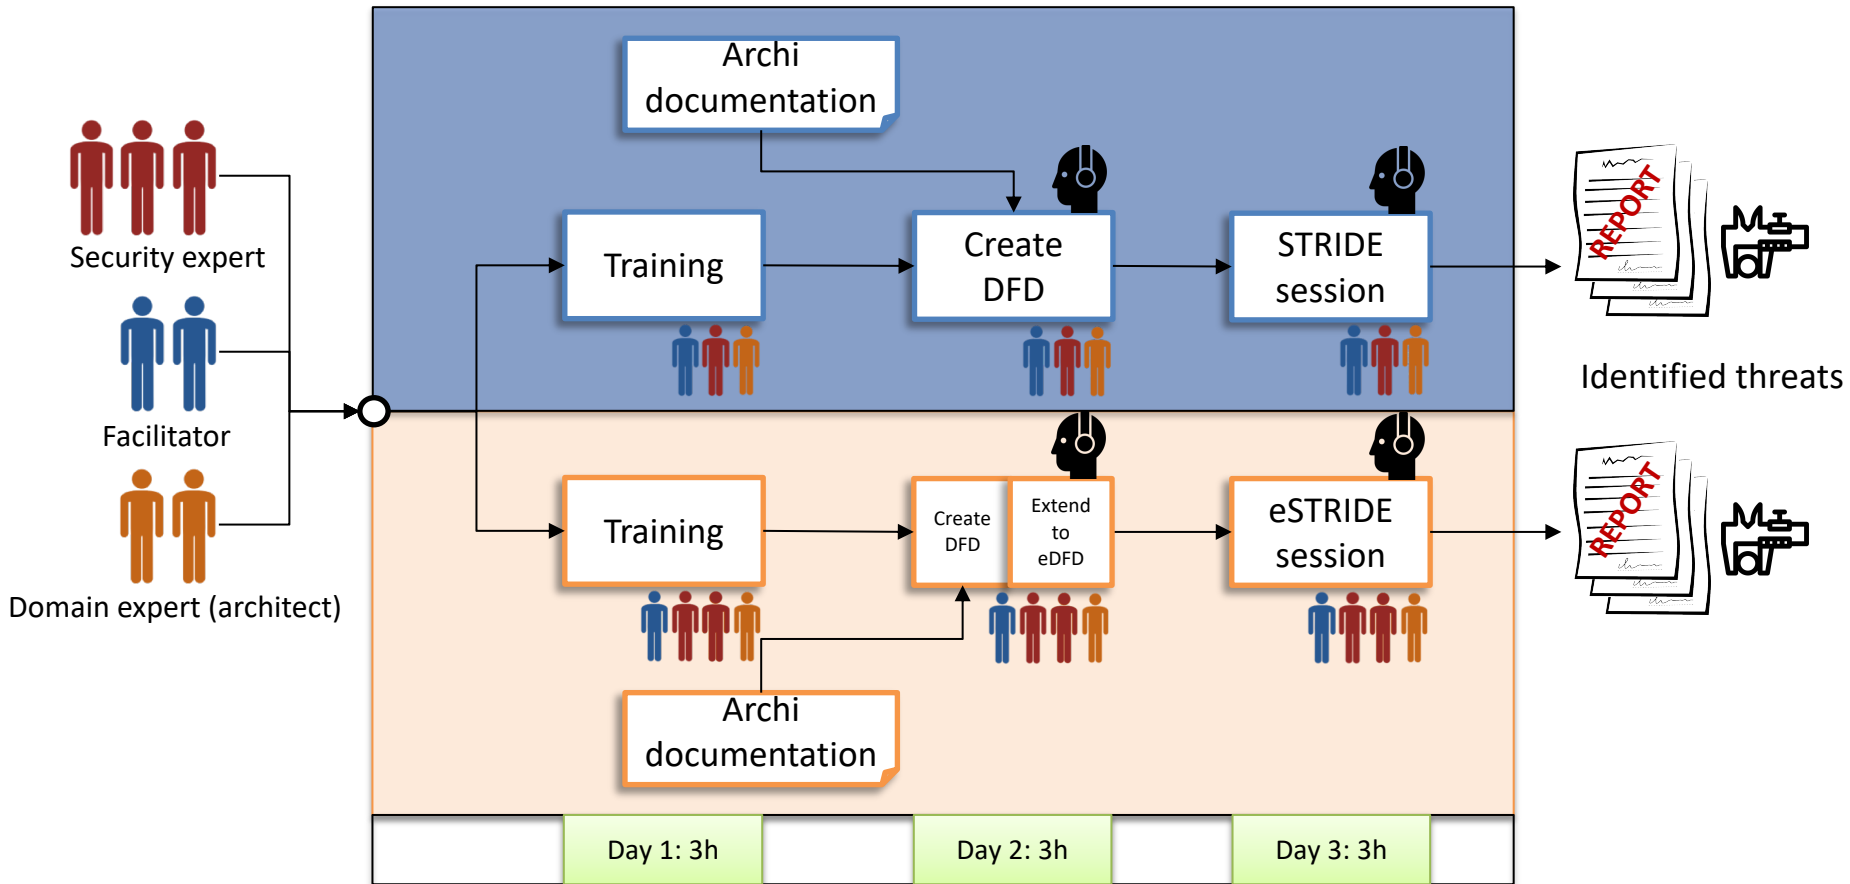 Archi
documentation
Security expert
Training
Create
DFD
STRIDE
session
REPORT
Identified threats
Facilitator
Training
Create
DFD
Extend
to
eDFD
eSTRIDE
session
REPORT
Domain expert (architect)
Archi
documentation
Day 1: 3h
Day 2: 3h
Day 3: 3h